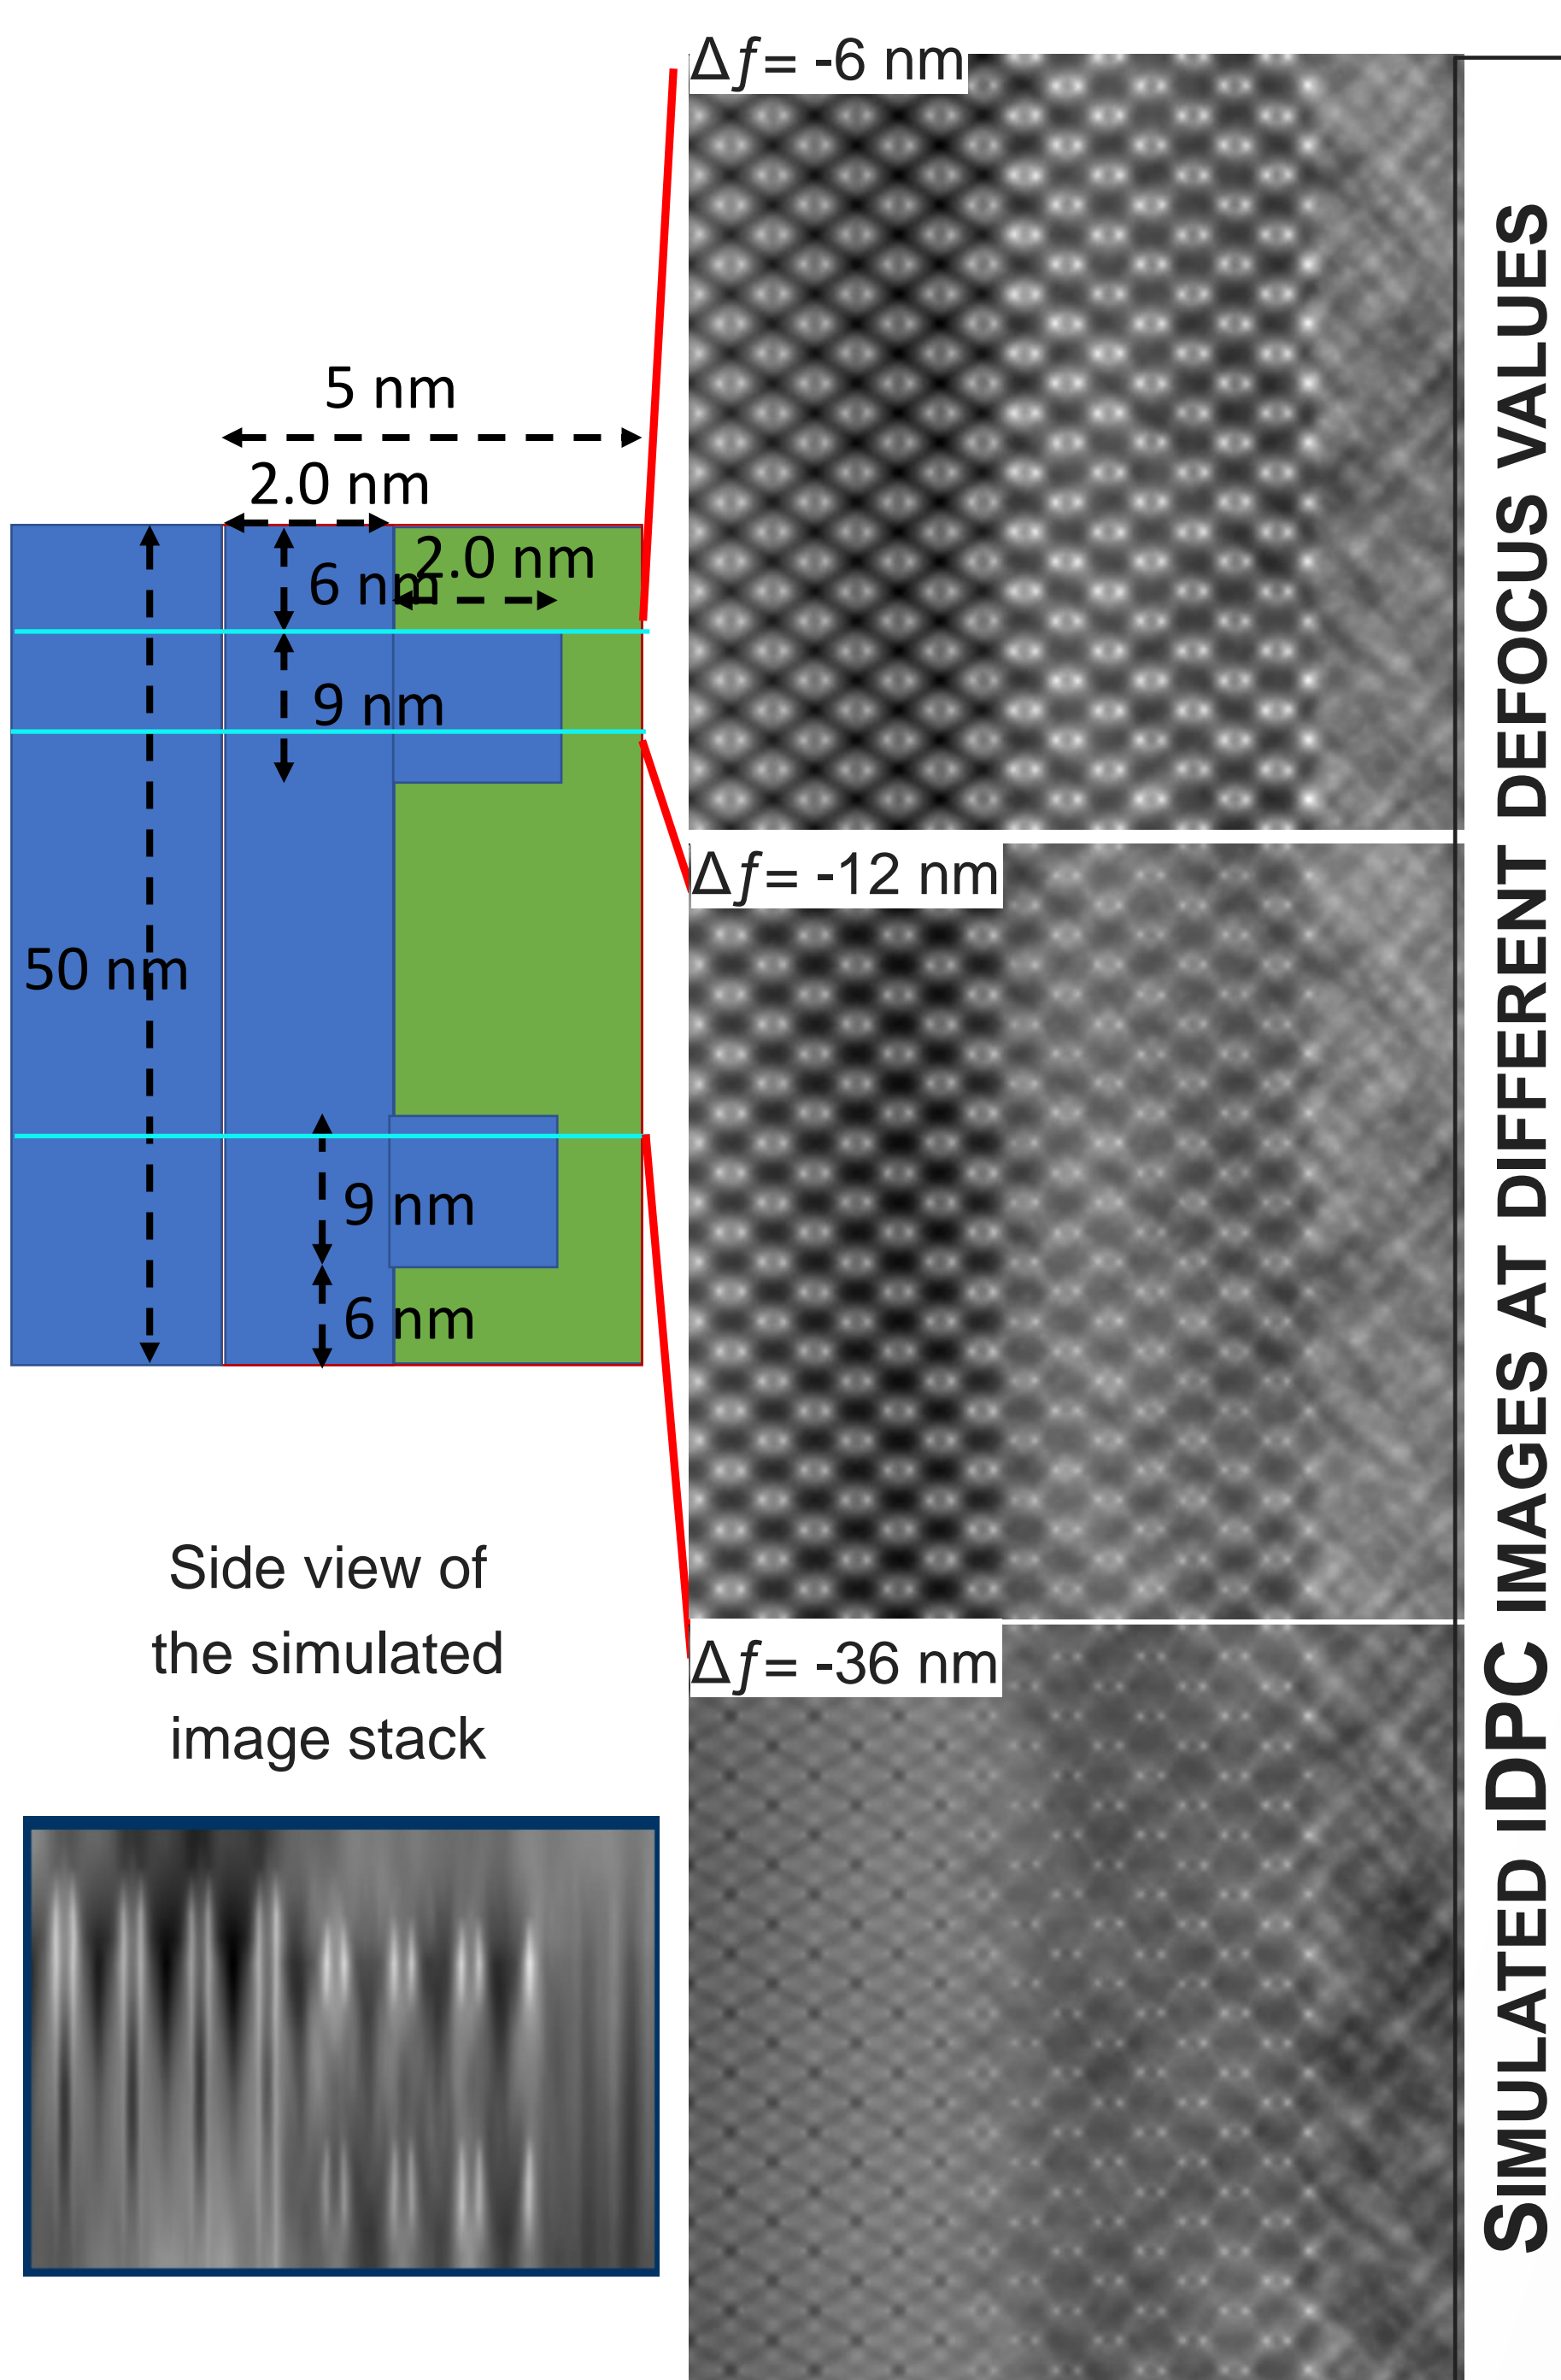 Δf= -6 nm
5 nm
2.0 nm
6 nm
2.0 nm
9 nm
Δf= -12 nm
50 nm
9 nm
6 nm
Side view of
the simulated
image stack
Δf= -36 nm
SIMULATED IDPC IMAGES AT DIFFERENT DEFOCUS VALUES